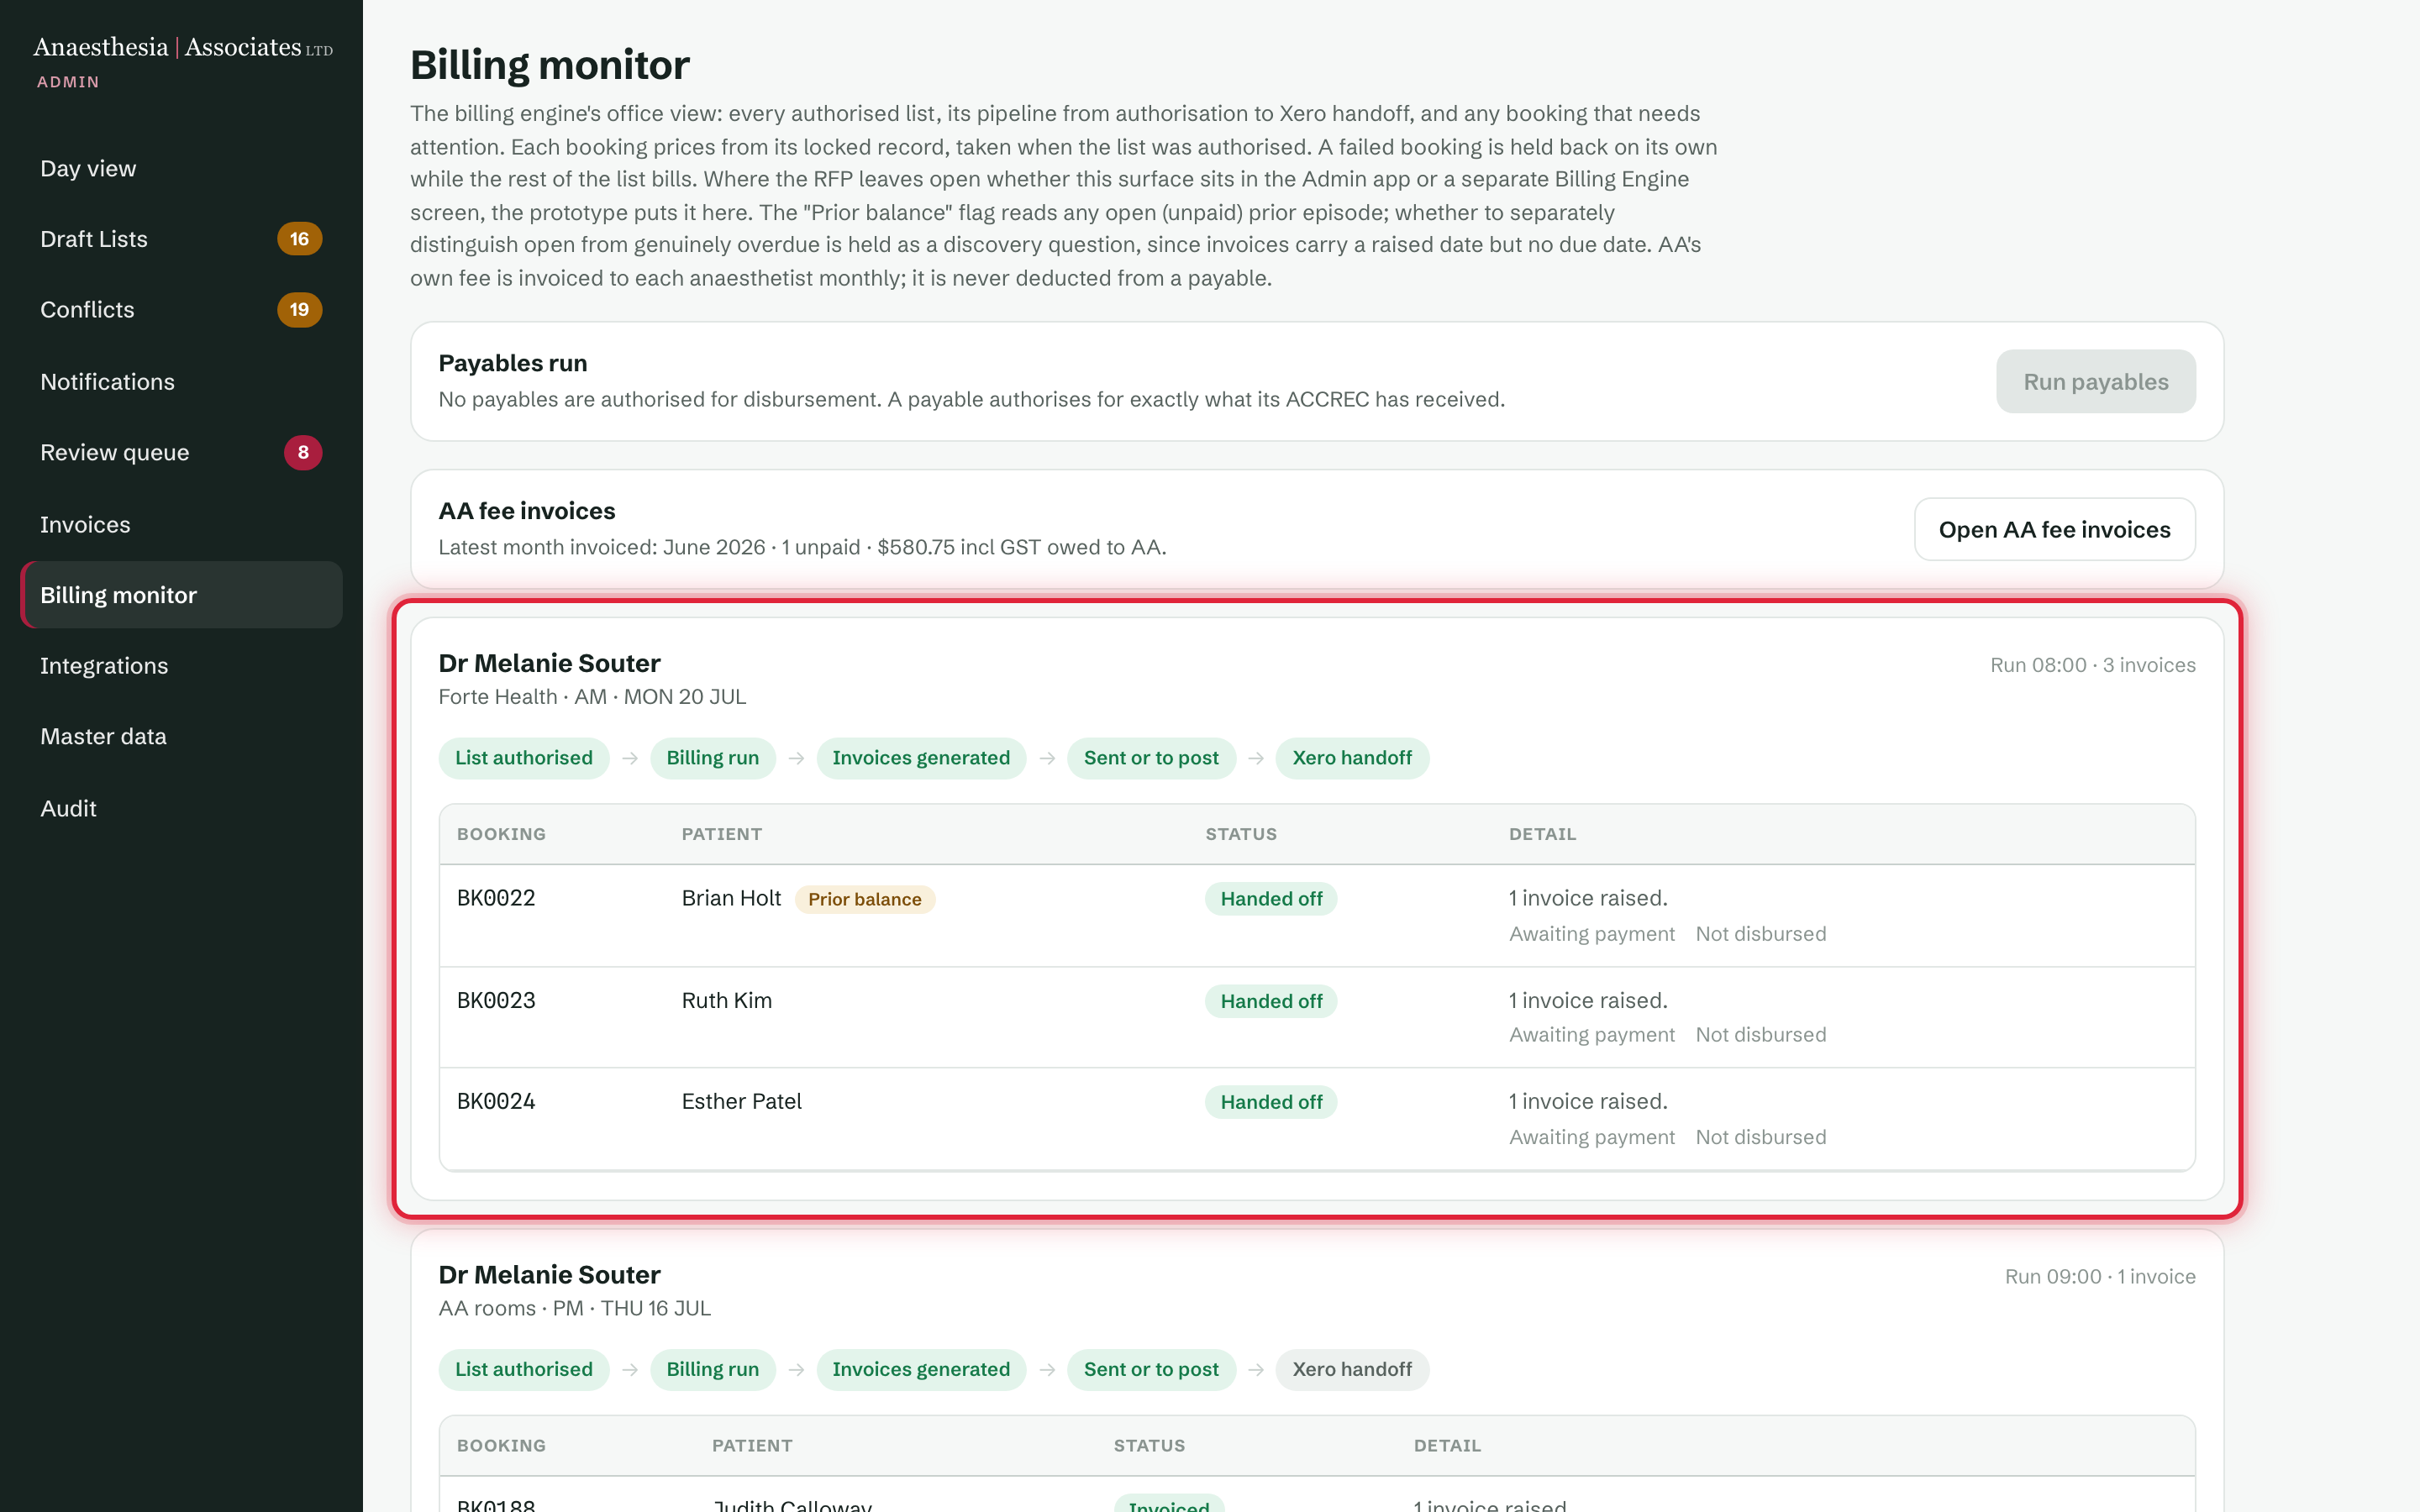 Anaesthesia | Associates LTD
ADMIN
Day view
Draft Lists 16
Conflicts 19
Notifications
Review queue 8
Invoices
Billing monitor
Integrations
Master data
Audit
Billing monitor
The billing engine's office view: every authorised list, its pipeline from authorisation to Xero handoff, and any booking that needs
attention. Each booking prices from its locked record, taken when the list was authorised. A failed booking is held back on its own
while the rest of the list bills. Where the RFP leaves open whether this surface sits in the Admin app or a separate Billing Engine
screen, the prototype puts it here. The "Prior balance" flag reads any open (unpaid) prior episode; whether to separately
distinguish open from genuinely overdue is held as a discovery question, since invoices carry a raised date but no due date. AA's
own fee is invoiced to each anaesthetist monthly; it is never deducted from a payable.
Payables run
No payables are authorised for disbursement. A payable authorises for exactly what its ACCREC has received.
Run payables
AA fee invoices
Latest month invoiced: June 2026 · 1 unpaid · $580.75 incl GST owed to AA.
Open AA fee invoices
Dr Melanie Souter
Run 08:00 · 3 invoices
Forte Health · AM · MON 20 JUL
List authorised → Billing run → Invoices generated → Sent or to post → Xero handoff
BOOKING PATIENT STATUS DETAIL
BK0022 Brian Holt Prior balance Handed off 1 invoice raised.
Awaiting payment Not disbursed
BK0023 Ruth Kim Handed off 1 invoice raised.
Awaiting payment Not disbursed
BK0024 Esther Patel Handed off 1 invoice raised.
Awaiting payment Not disbursed
Dr Melanie Souter
Run 09:00 · 1 invoice
AA rooms · PM · THU 16 JUL
List authorised → Billing run → Invoices generated → Sent or to post → Xero handoff
BOOKING PATIENT STATUS DETAIL
BK0188 Judith Calloway Invoiced 1 invoice raised